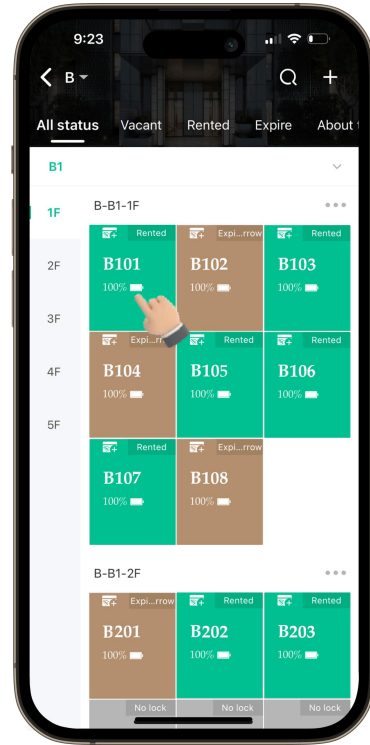 9:23
B
All status Vacant Rented Expire About
B1
B-B1-1F
1F
Rented Expi...rrow Rented
B101 B102 B103
100% 100% 100%
2F
3F
Expi...rr Rented Rented
B104 B105 B106
100% 100% 100%
4F
5F
Rented Expi...rrow
B107 B108
100% 100%
B-B1-2F
Expi...rrow Rented Rented
B201 B202 B203
100% 100% 100%
No lock No lock No lock